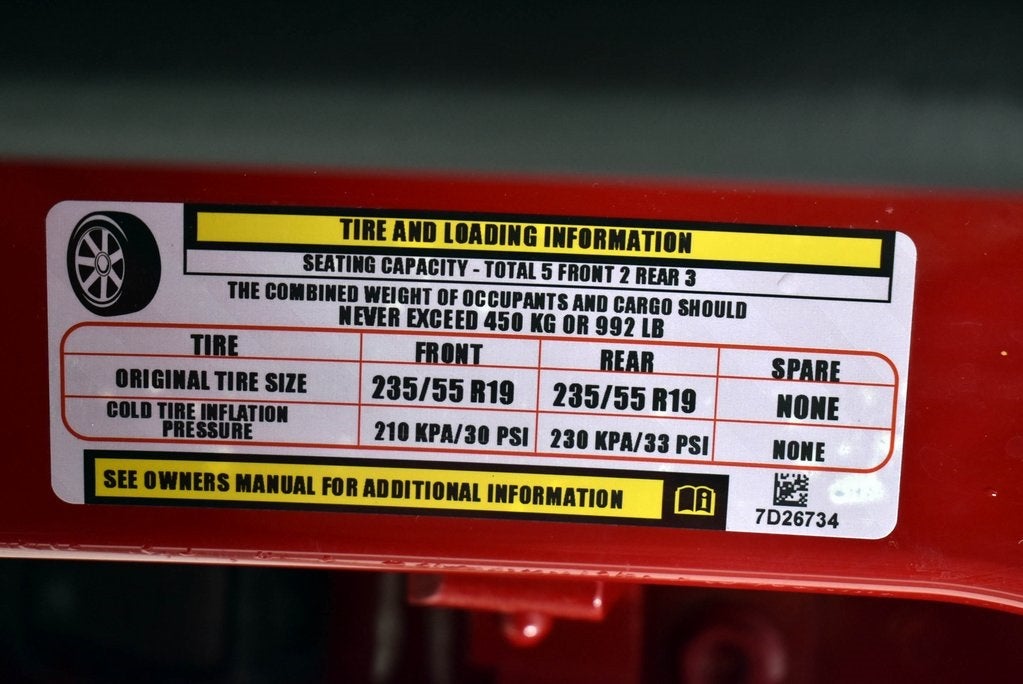 TIRE AND LOADING INFORMATION
SEATING CAPACITY - TOTAL 5 FRONT 2 REAR 3
THE COMBINED WEIGHT OF OCCUPANTS AND CARGO SHOULD
NEVER EXCEED 450 KG OR 992 LB
TIRE FRONT REAR SPARE
ORIGINAL TIRE SIZE 235/55 R19 235/55 R19 NONE
COLD TIRE INFLATION
PRESSURE 210 KPA/30 PSI 230 KPA/33 PSI NONE
SEE OWNERS MANUAL FOR ADDITIONAL INFORMATION
7D26734